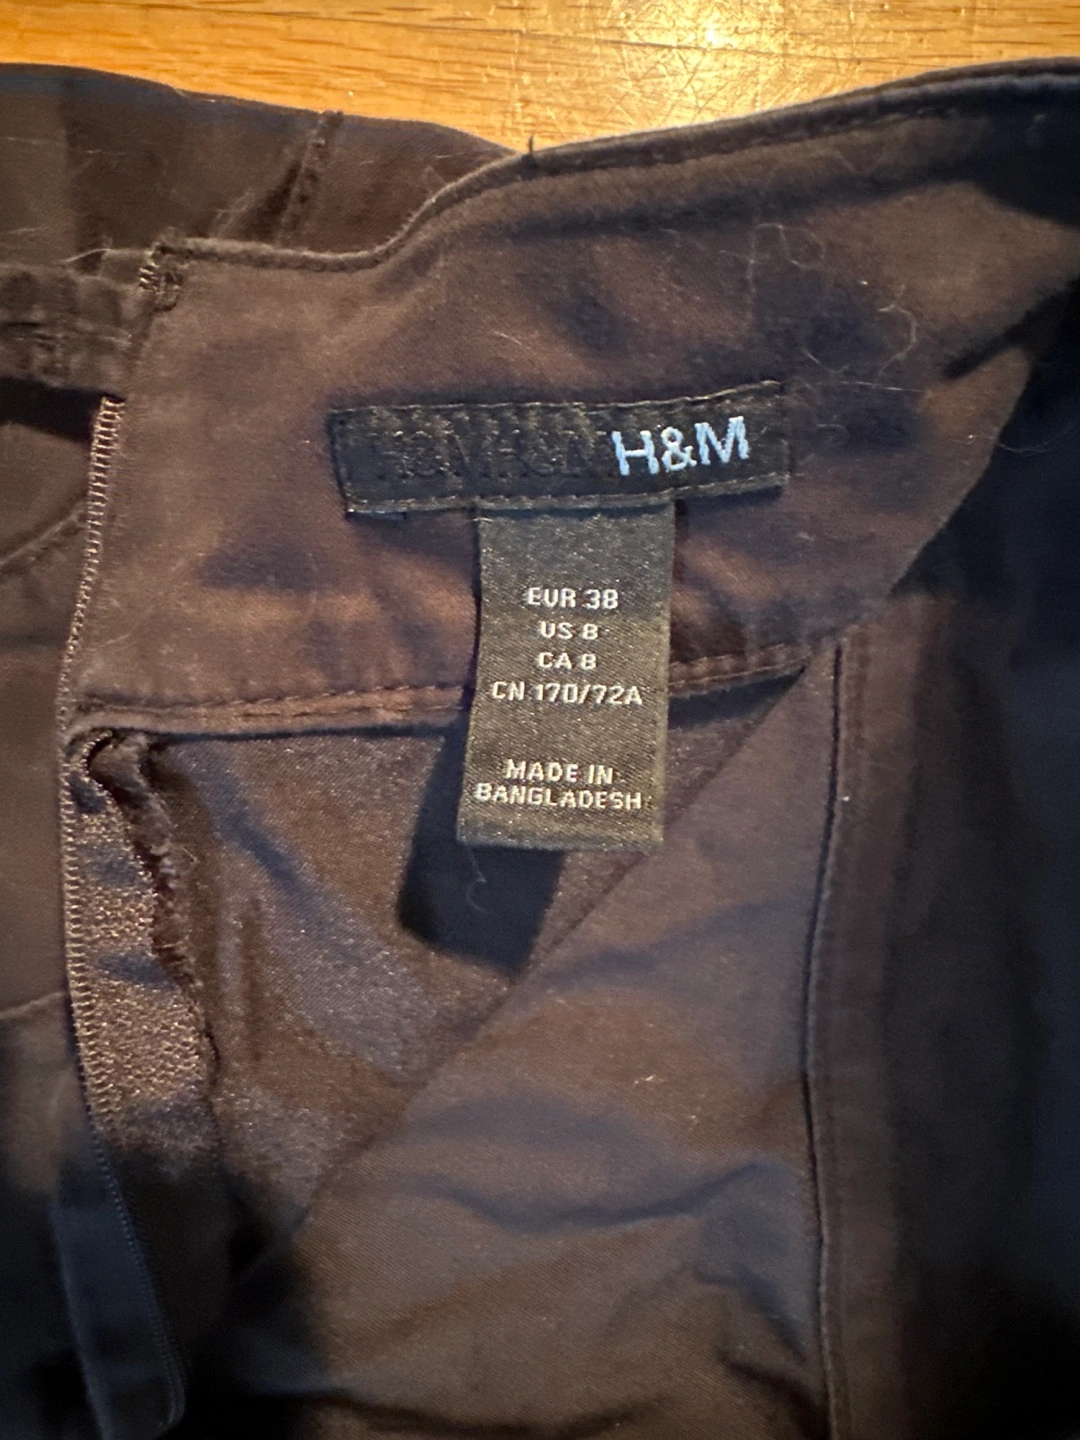 H&M H&M H&M
EUR 38
US 8
CA 8
CN 170/72A
MADE IN
BANGLADESH